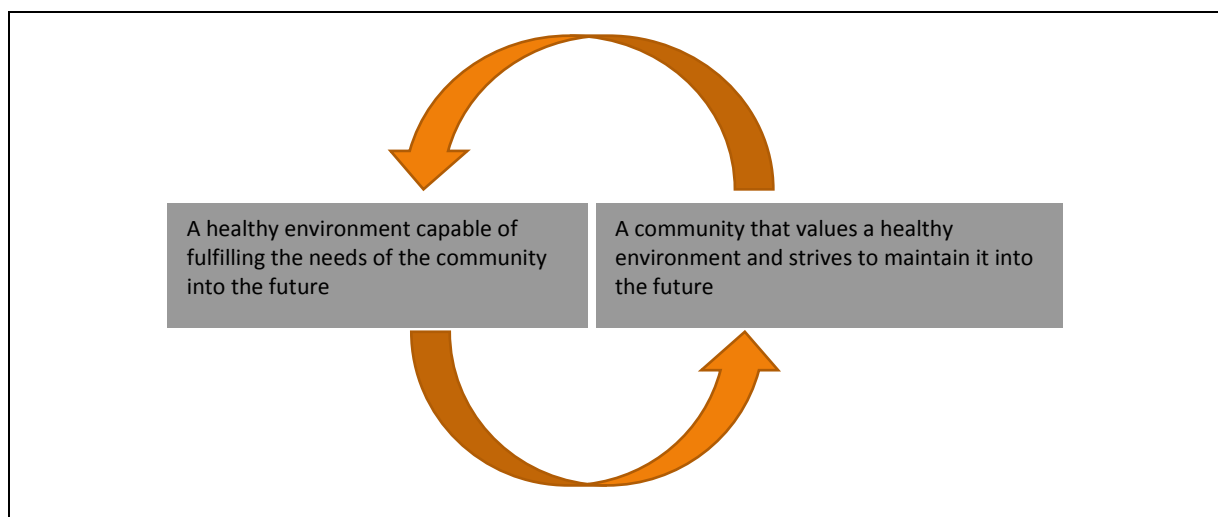 A healthy environment capable of
fulfilling the needs of the community
into the future
A community that values a healthy
environment and strives to maintain it into
the future